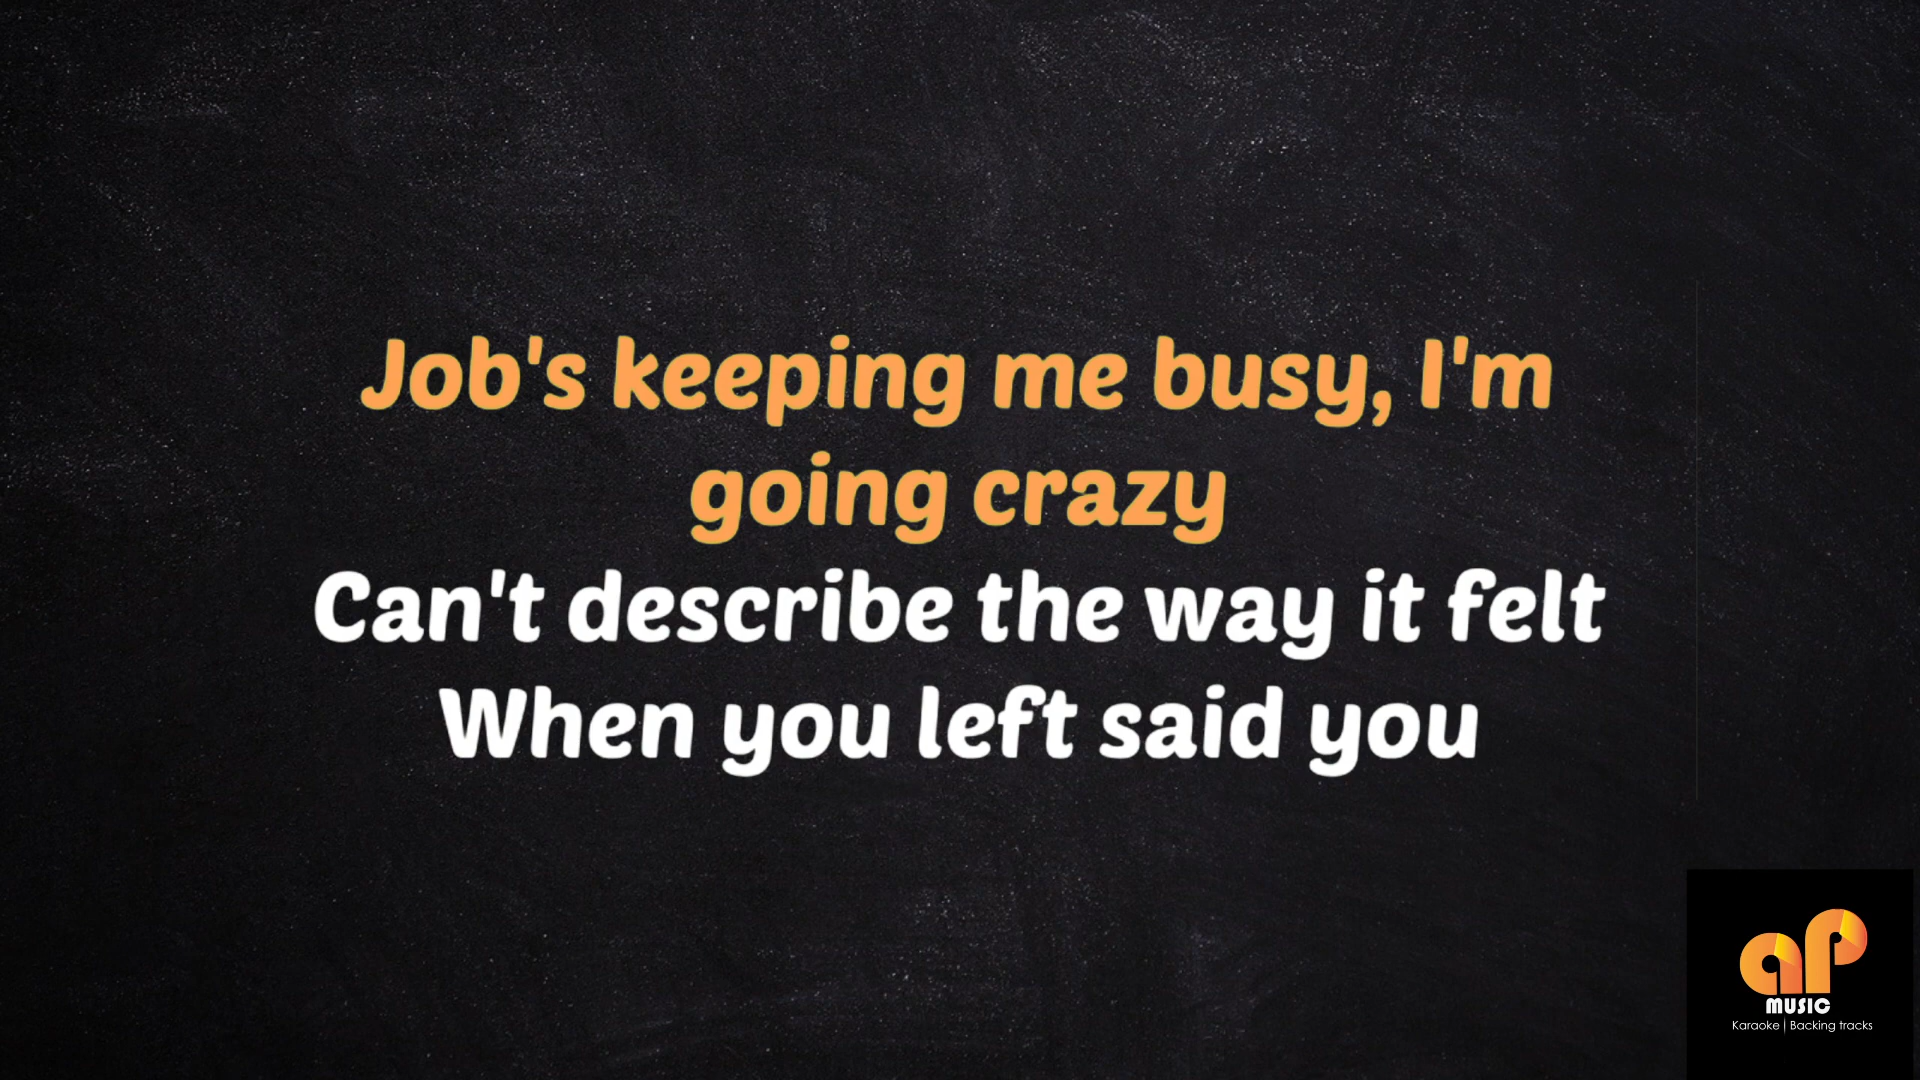 Job's keeping me busy, I'm
going crazy
Can't describe the way it felt
When you left said you
aP
MUSIC
Karaoke | Backing tracks